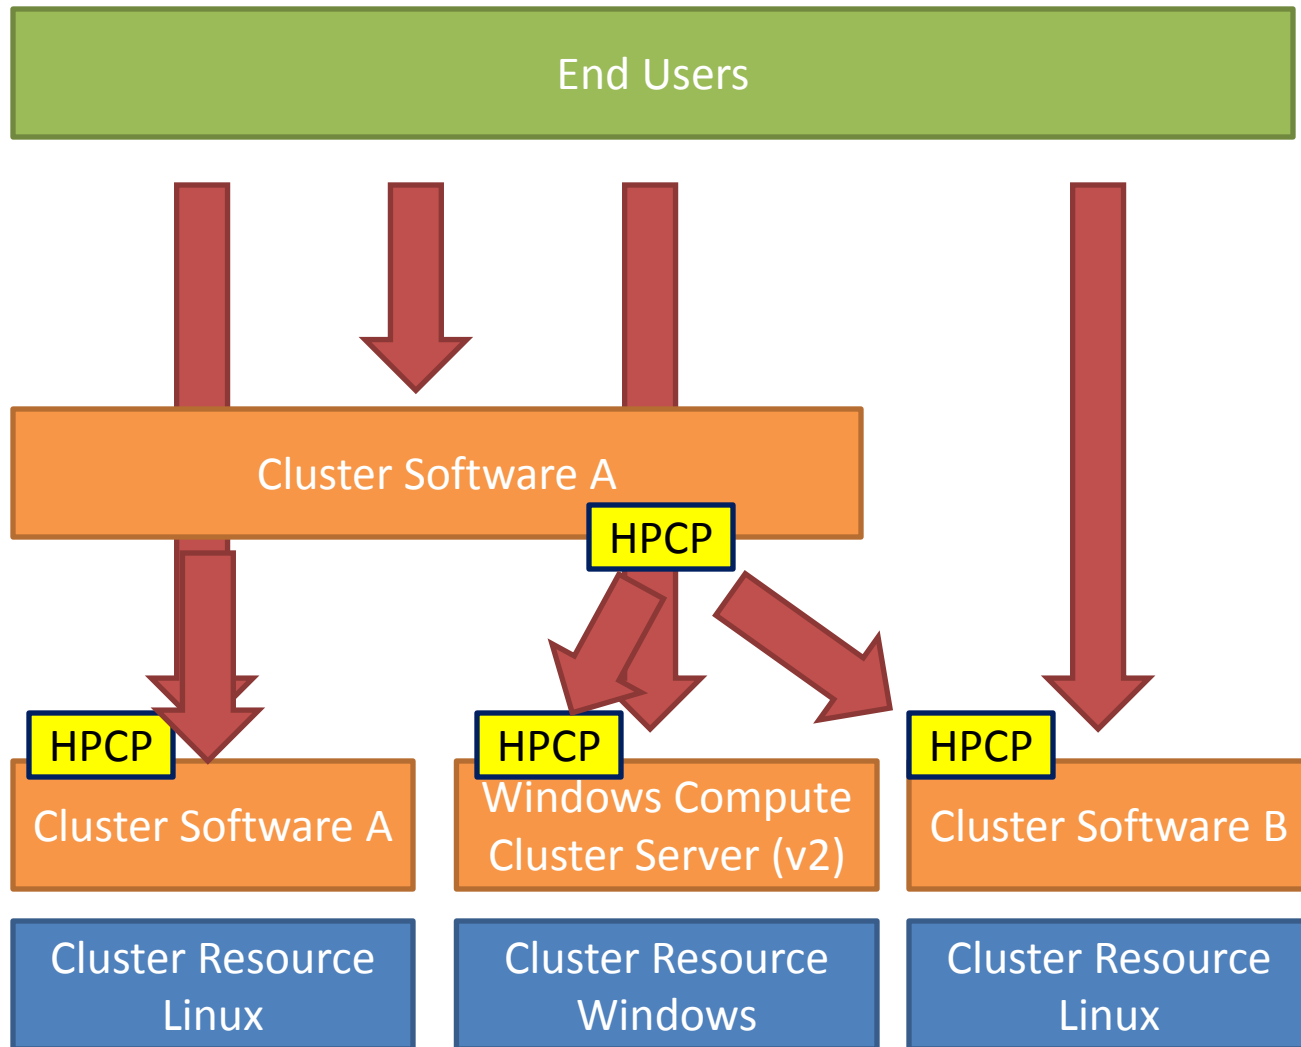 End Users
Cluster Software A
HPCP
HPCP
HPCP
HPCP
Cluster Software A
Windows Compute
Cluster Server (v2)
Cluster Software B
Cluster Resource
Linux
Cluster Resource
Windows
Cluster Resource
Linux